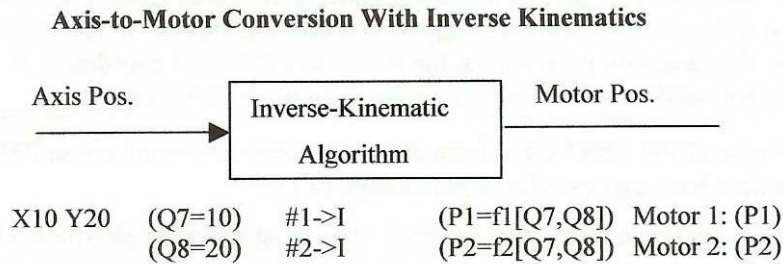 Axis-to-Motor Conversion With Inverse Kinematics
Axis Pos.
Inverse-Kinematic
Algorithm
Motor Pos.
X10 Y20 (Q7=10) #1->I (P1=f1[Q7,Q8]) Motor 1: (P1)
(Q8=20) #2->I (P2=f2[Q7,Q8]) Motor 2: (P2)